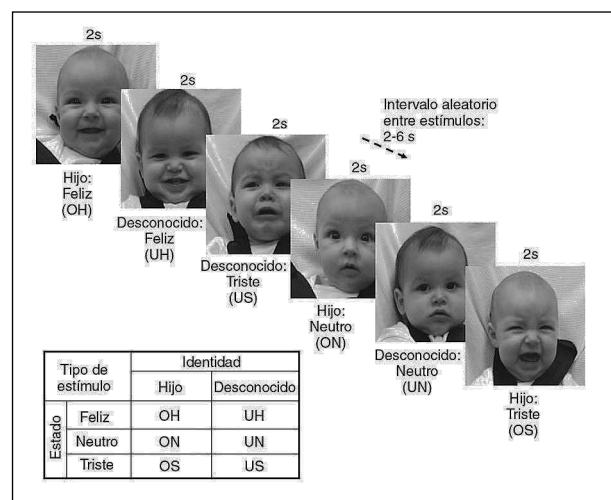 2s
Hijo:
Feliz
(OH)
2s
Desconocido:
Feliz
(UH)
2s
Desconocido:
Triste
(US)
2s
Hijo:
Neutro
(ON)
2s
Desconocido:
Neutro
(UN)
2s
Hijo:
Triste
(OS)
Intervalo aleatorio
entre estímulos:
2-6 s
Tipo de
estímulo
Identidad
Hijo Desconocido
Estado
Feliz OH UH
Neutro ON UN
Triste OS US